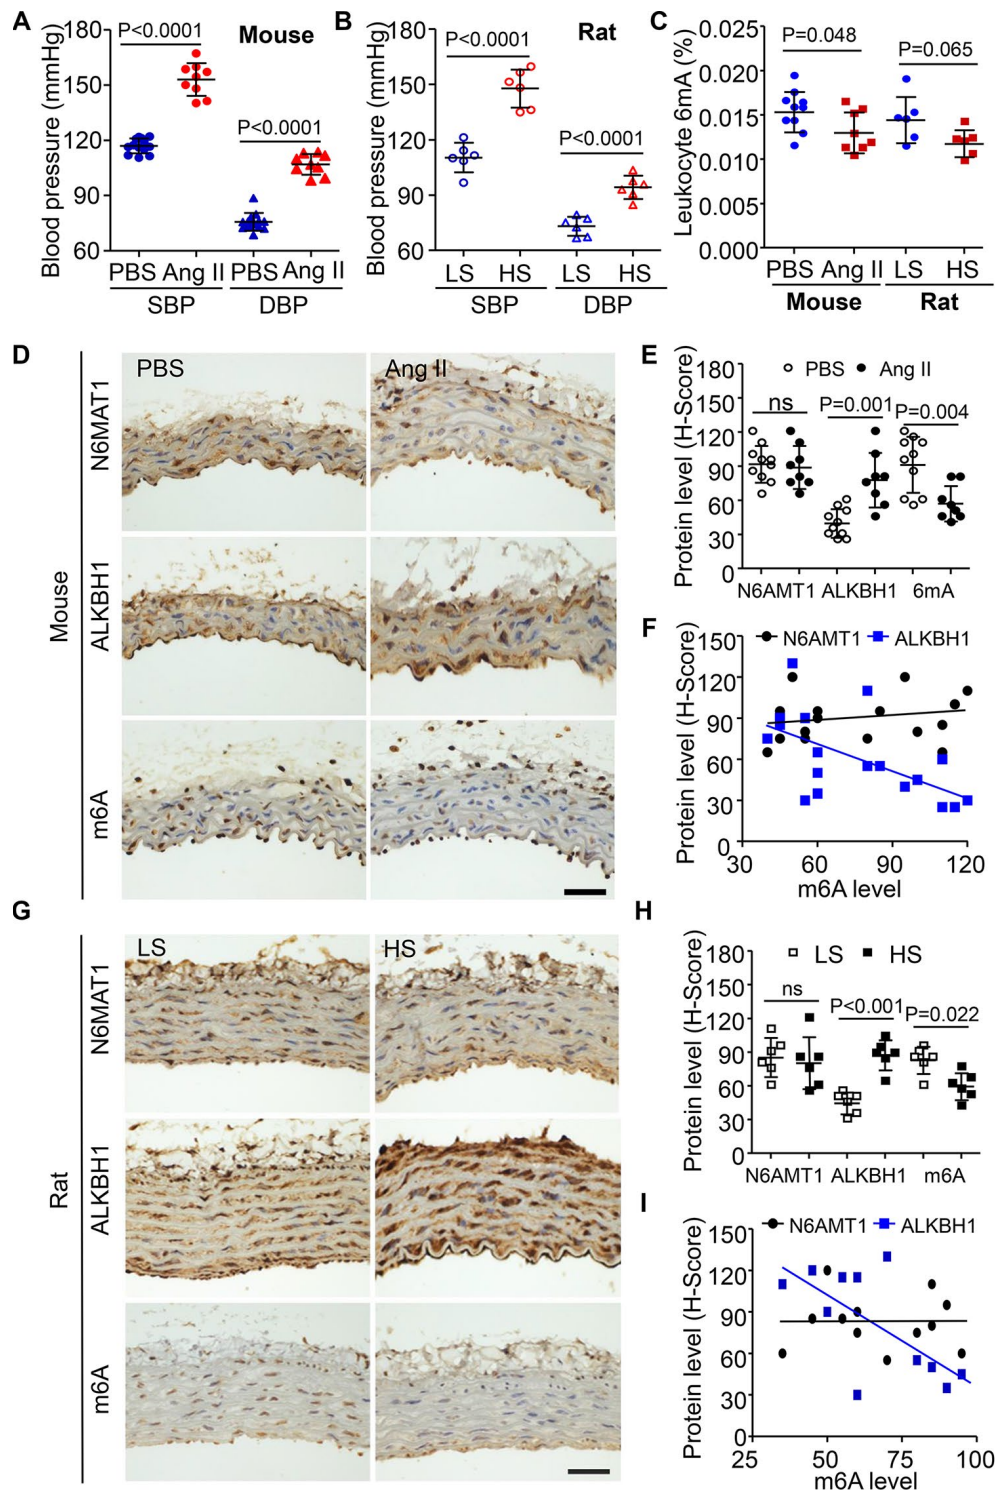 A
Blood pressure (mmHg)
180
150
120
90
60
P<0.0001
Mouse
P<0.0001
PBS Ang II PBS Ang II
SBP DBP
B
Blood pressure (mmHg)
180
150
120
90
60
P<0.0001
Rat
P<0.0001
LS HS LS HS
SBP DBP
C
Leukocyte 6mA (%)
0.025
0.020
0.015
0.010
0.005
0.000
P=0.048
P=0.065
PBS Ang II LS HS
Mouse Rat
D
Mouse
PBS Ang II
N6MAT1
ALKBH1
m6A
E
Protein level (H-Score)
180
150
120
90
60
30
0
PBS Ang II
ns
P=0.001
P=0.004
N6AMT1 ALKBH1 6mA
F
Protein level (H-Score)
150
120
90
60
30
0
N6AMT1 ALKBH1
30 60 90 120
m6A level
G
Rat
LS HS
N6MAT1
ALKBH1
m6A
H
Protein level (H-Score)
180
150
120
90
60
30
0
LS HS
ns
P<0.001
P=0.022
N6AMT1 ALKBH1 m6A
I
Protein level (H-Score)
150
120
90
60
30
0
N6AMT1 ALKBH1
25 50 75 100
m6A level